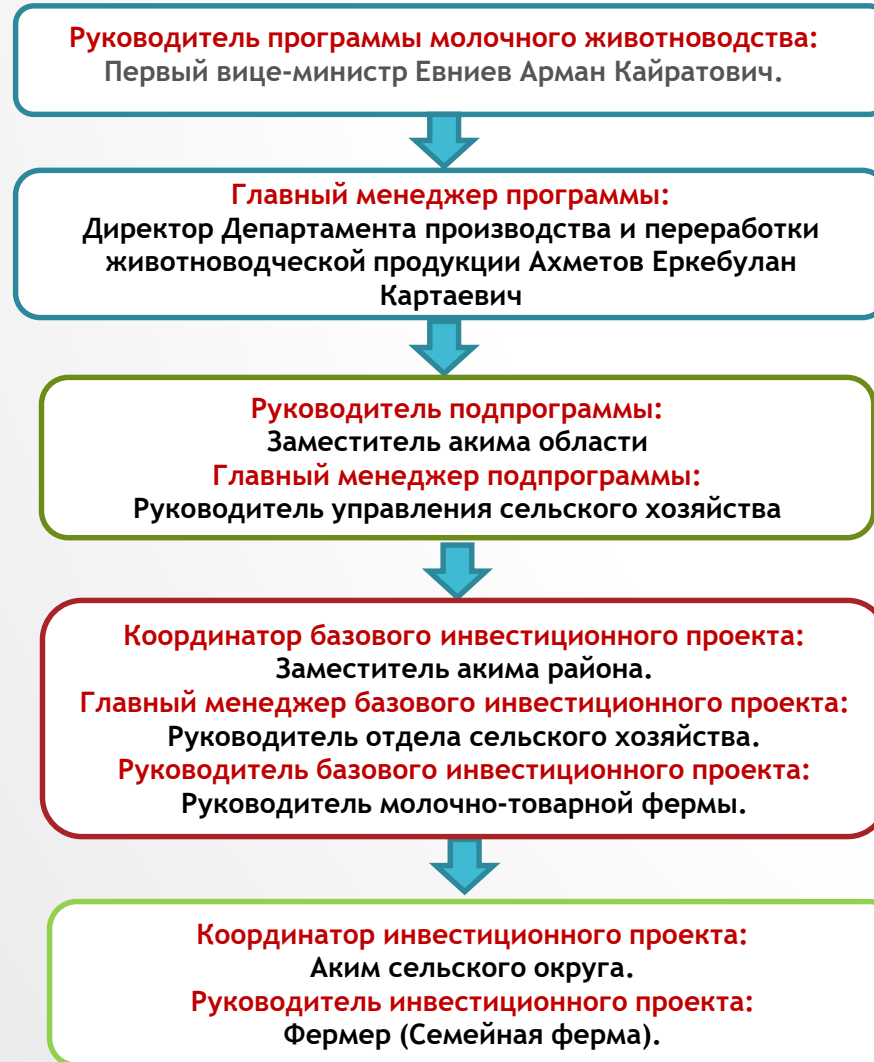 Руководитель программы молочного животноводства:
Первый вице-министр Евниев Арман Кайратович.
Главный менеджер программы:
Директор Департамента производства и переработки
животноводческой продукции Ахметов Еркебулан
Картаевич
Руководитель подпрограммы:
Заместитель акима области
Главный менеджер подпрограммы:
Руководитель управления сельского хозяйства
Координатор базового инвестиционного проекта:
Заместитель акима района.
Главный менеджер базового инвестиционного проекта:
Руководитель отдела сельского хозяйства.
Руководитель базового инвестиционного проекта:
Руководитель молочно-товарной фермы.
Координатор инвестиционного проекта:
Аким сельского округа.
Руководитель инвестиционного проекта:
Фермер (Семейная ферма).